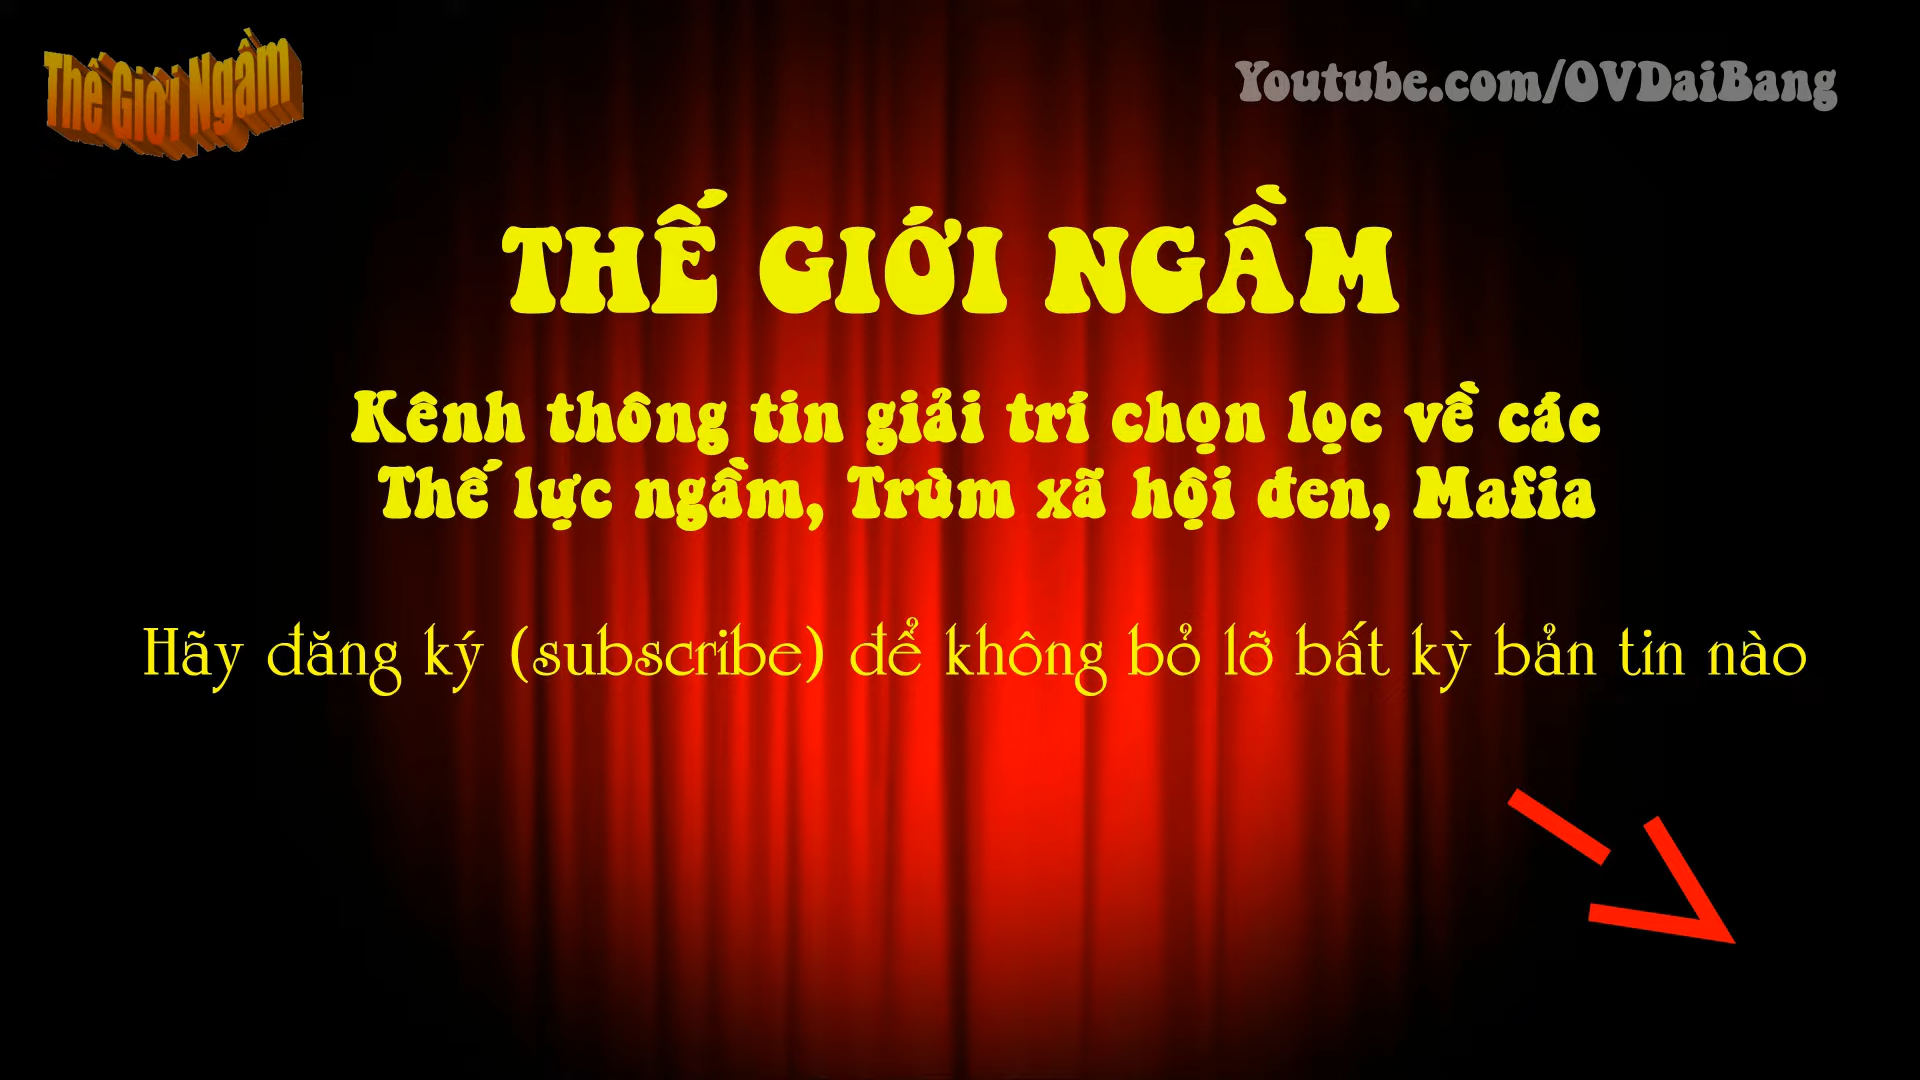 Thế Giới Ngầm
Youtube.com/OVDaiBang
THẾ GIỚI NGẦM
Kênh thông tin giải trí chọn lọc về các
Thế lực ngầm, Trùm xã hội đen, Mafia
Hãy đăng ký (subscribe) để không bỏ lỡ bất kỳ bản tin nào